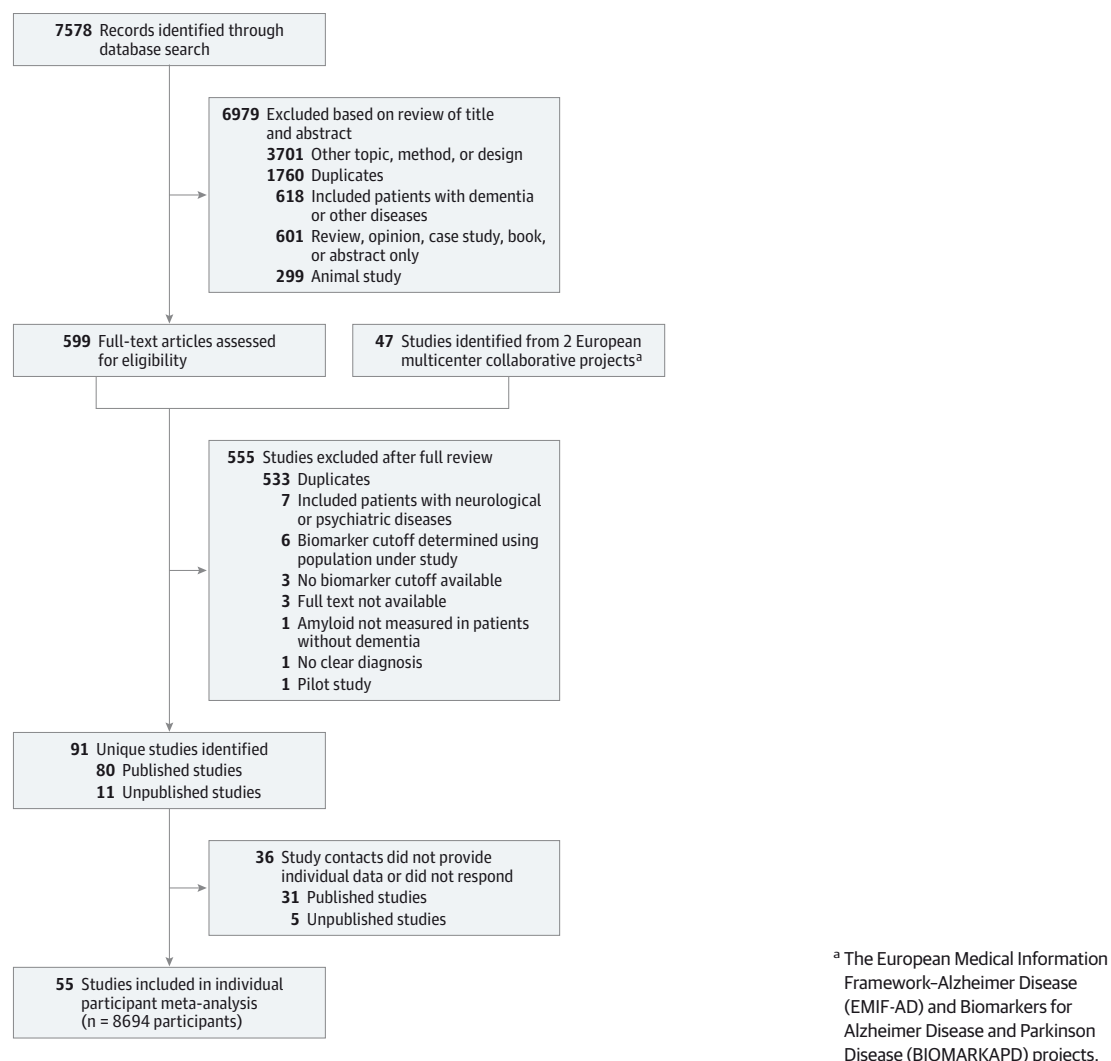 7578 Records identified through
database search
6979 Excluded based on review of title
and abstract
3701 Other topic, method, or design
1760 Duplicates
618 Included patients with dementia
or other diseases
601 Review, opinion, case study, book,
or abstract only
299 Animal study
599 Full-text articles assessed
for eligibility
47 Studies identified from 2 European
multicenter collaborative projectsa
555 Studies excluded after full review
533 Duplicates
7 Included patients with neurological
or psychiatric diseases
6 Biomarker cutoff determined using
population under study
3 No biomarker cutoff available
3 Full text not available
1 Amyloid not measured in patients
without dementia
1 No clear diagnosis
1 Pilot study
91 Unique studies identified
80 Published studies
11 Unpublished studies
36 Study contacts did not provide
individual data or did not respond
31 Published studies
5 Unpublished studies
55 Studies included in individual
participant meta-analysis
(n = 8694 participants)
a The European Medical Information
Framework–Alzheimer Disease
(EMIF-AD) and Biomarkers for
Alzheimer Disease and Parkinson
Disease (BIOMARKAPD) projects.